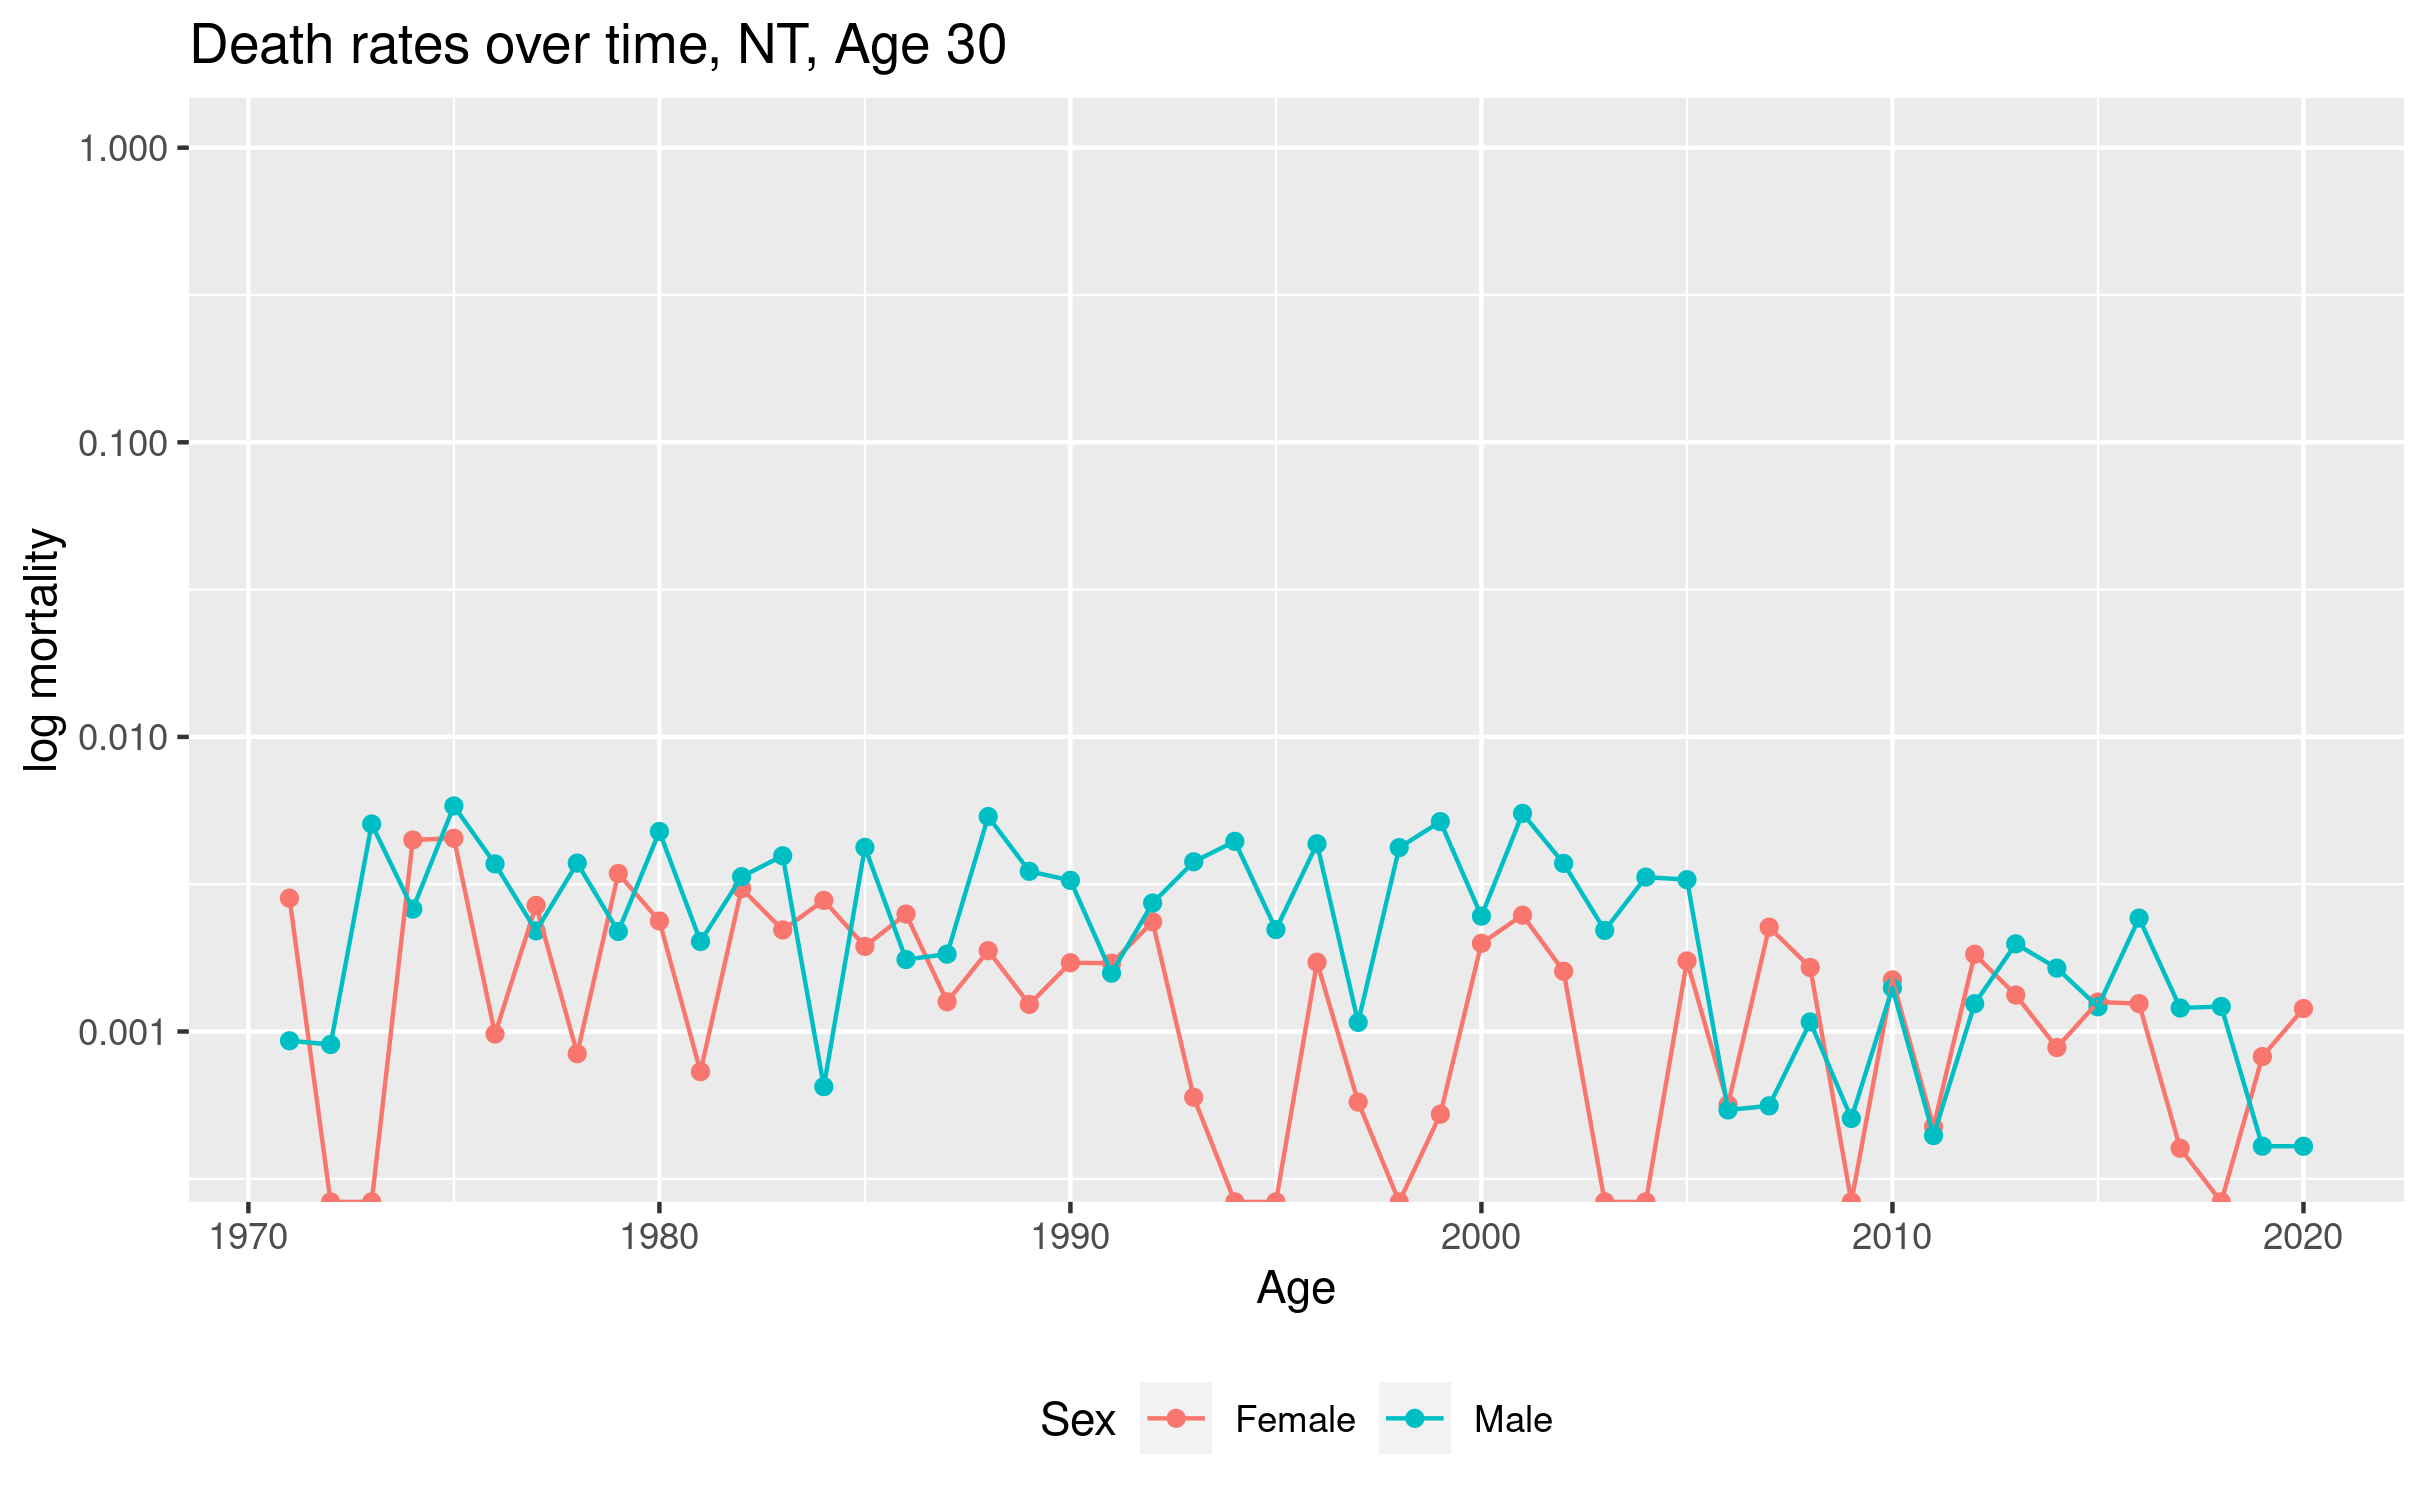 Death rates over time, NT, Age 30
log mortality
1.000
0.100
0.010
0.001
1970 1980 1990 2000 2010 2020
Age
Sex Female Male